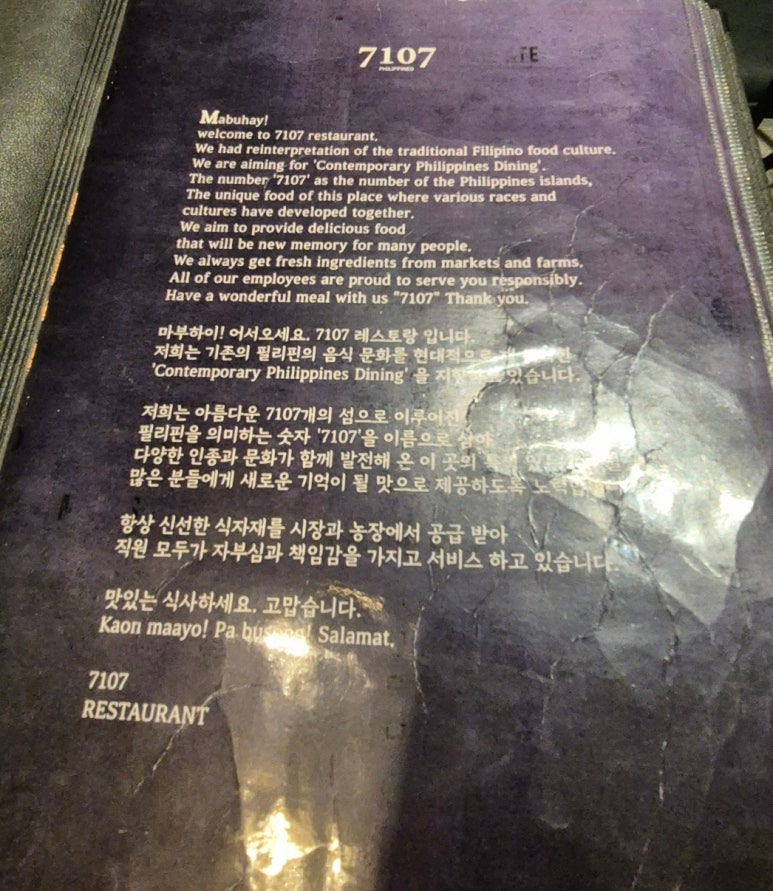 7107
PHILIPPINES
TE
Mabuhay!
welcome to 7107 restaurant.
We had reinterpretation of the traditional Filipino food culture.
We are aiming for 'Contemporary Philippines Dining'.
The number '7107' as the number of the Philippines islands,
The unique food of this place where various races and
cultures have developed together.
We aim to provide delicious food
that will be new memory for many people.
We always get fresh ingredients from markets and farms.
All of our employees are proud to serve you responsibly.
Have a wonderful meal with us "7107" Thank you.
마부하이! 어서오세요. 7107 레스토랑 입니다.
저희는 기존의 필리핀의 음식 문화를 현대적으로
'Contemporary Philippines Dining' 을 있습니다.
저희는 아름다운 7107개의 섬으로
필리핀을 의미하는 숫자 '7107'을 이름으로
다양한 인종과 문화가 함께 발전해 온 이 곳의
많은 분들에게 새로운 기억이 될 맛으로 제공하도록
항상 신선한 식자재를 시장과 농장에서 공급 받아
직원 모두가 자부심과 책임감을 가지고 서비스 하고 있습니다.
맛있는 식사하세요. 고맙습니다.
Kaon maayo! Pa Salamat.
7107
RESTAURANT